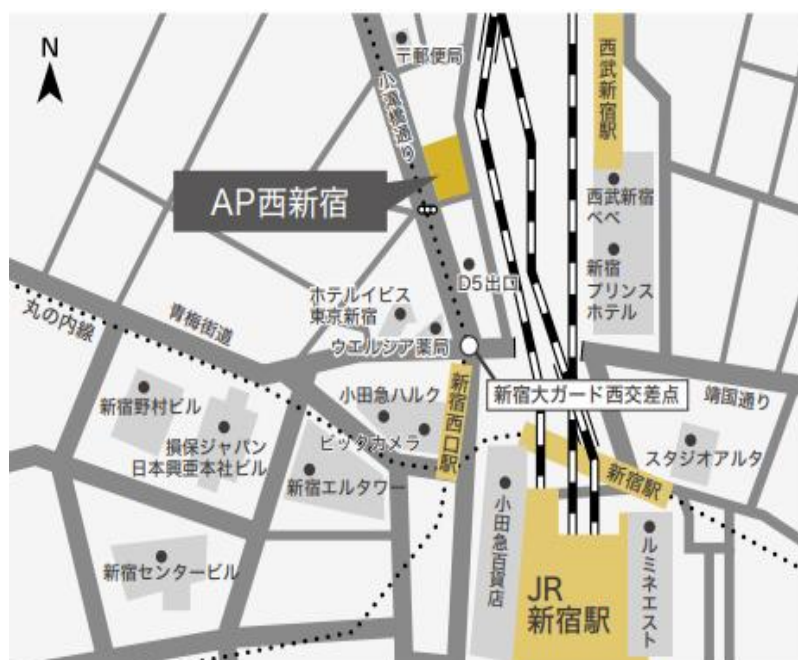 N
〒郵便局
小滝橋通り
西武新宿駅
AP西新宿
西武新宿
ペペ
新宿
プリンス
ホテル
D5出口
ホテルイビス
東京新宿
ウエルシア薬局
丸の内線
青梅街道
新宿大ガード西交差点
靖国通り
小田急ハルク
新宿西口駅
ビックカメラ
新宿野村ビル
損保ジャパン
日本興亜本社ビル
新宿エルタワー
スタジオアルタ
新宿駅
小田急百貨店
新宿センタービル
JR
新宿駅
ルミネエスト